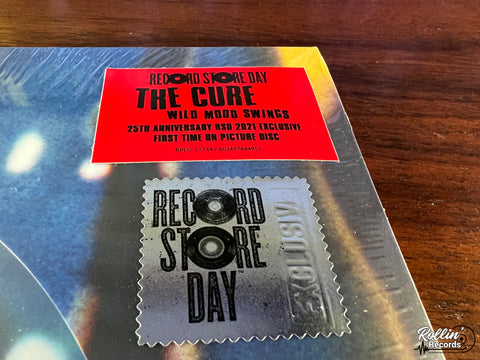 RECORD STORE DAY
THE CURE
WILD MOOD SWINGS
25TH ANNIVERSARY RSD 2021 EXCLUSIVE
FIRST TIME ON PICTURE DISC
RECORD
STORE
DAY
EXCLUSIVE
Rollin'
Records